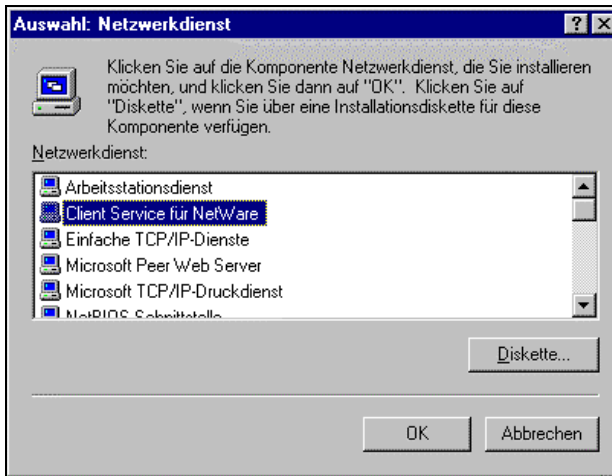 Auswahl: Netzwerkdienst
Klicken Sie auf die Komponente Netzwerkdienst, die Sie installieren
möchten, und klicken Sie dann auf "OK". Klicken Sie auf
"Diskette", wenn Sie über eine Installationsdiskette für diese
Komponente verfügen.
Netzwerkdienst:
Arbeitsstationsdienst
Client Service für NetWare
Einfache TCP/IP-Dienste
Microsoft Peer Web Server
Microsoft TCP/IP-Druckdienst
NetBIOS Schnittstelle
Diskette...
OK
Abbrechen